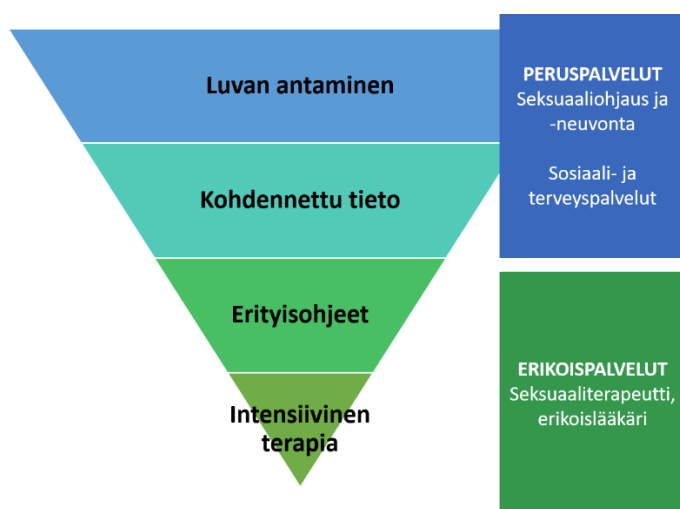 Luvan antaminen
Kohdennettu tieto
Erityisohjeet
Intensiivinen
terapia
PERUSPALVELUT
Seksuaaliohjaus ja
-neuvonta
Sosiaali- ja
terveyspalvelut
ERIKOISPALVELUT
Seksuaaliterapeutti,
erikoislääkäri